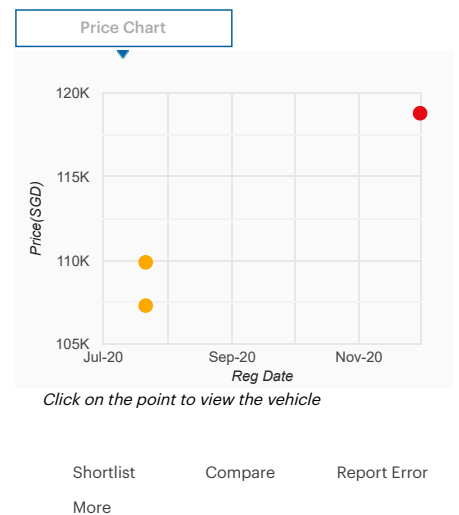 Price Chart
120K
115K
Price(SGD)
110K
105K
Jul-20 Sep-20 Nov-20
Reg Date
Click on the point to view the vehicle
Shortlist Compare Report Error
More